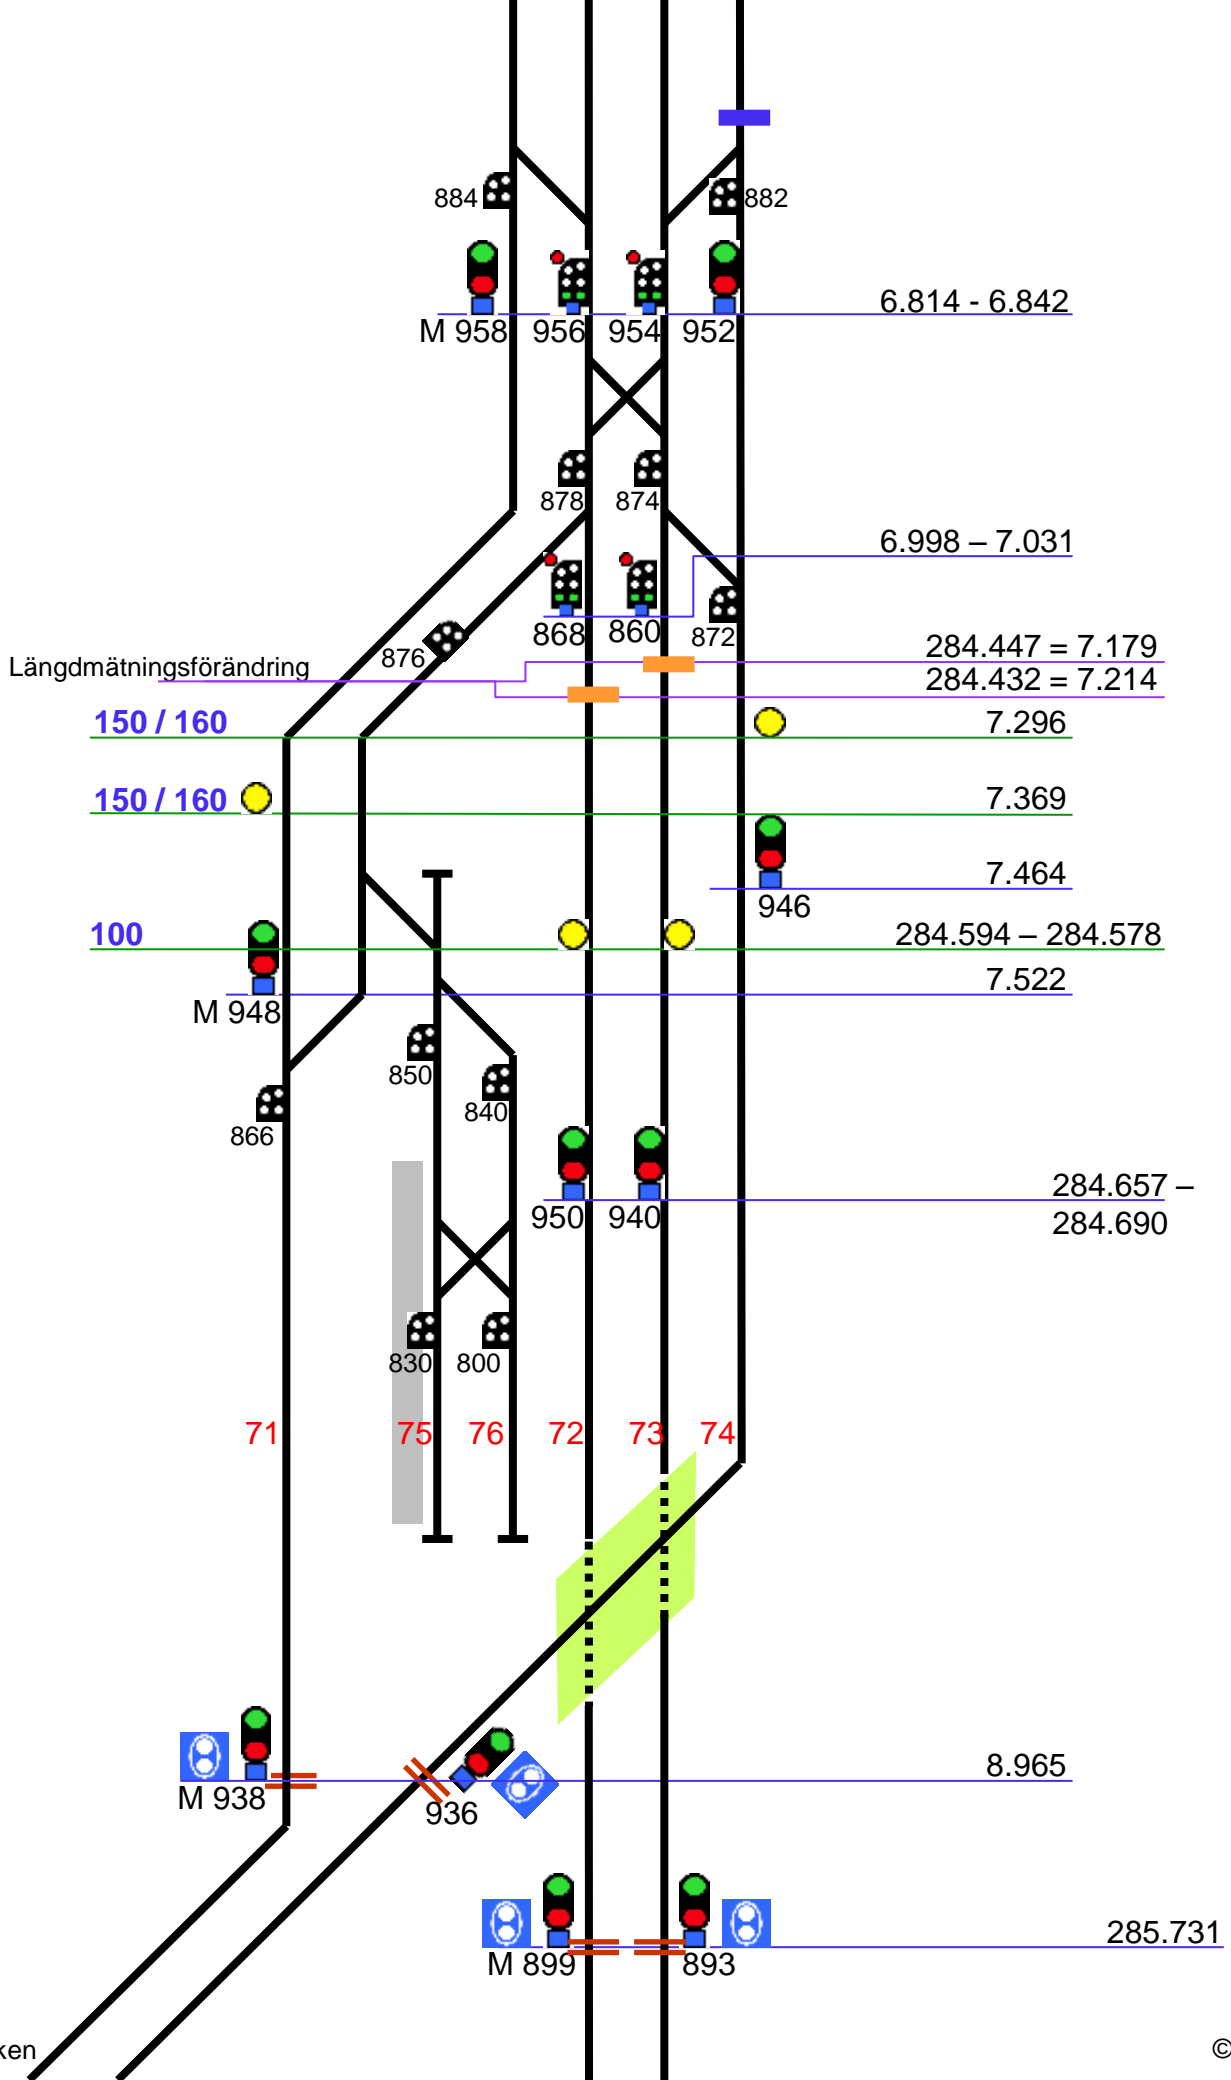 884
882
6.814 - 6.842
M 958
956
954
952
878
874
6.998 – 7.031
868
860
872
876
284.447 = 7.179
Längdmätningsförändring
284.432 = 7.214
150 / 160
7.296
150 / 160
7.369
7.464
946
100
284.594 – 284.578
7.522
M 948
850
840
866
284.657 –
284.690
950
940
830
800
71
75
76
72
73
74
8.965
M 938
936
285.731
M 899
893
ken
©